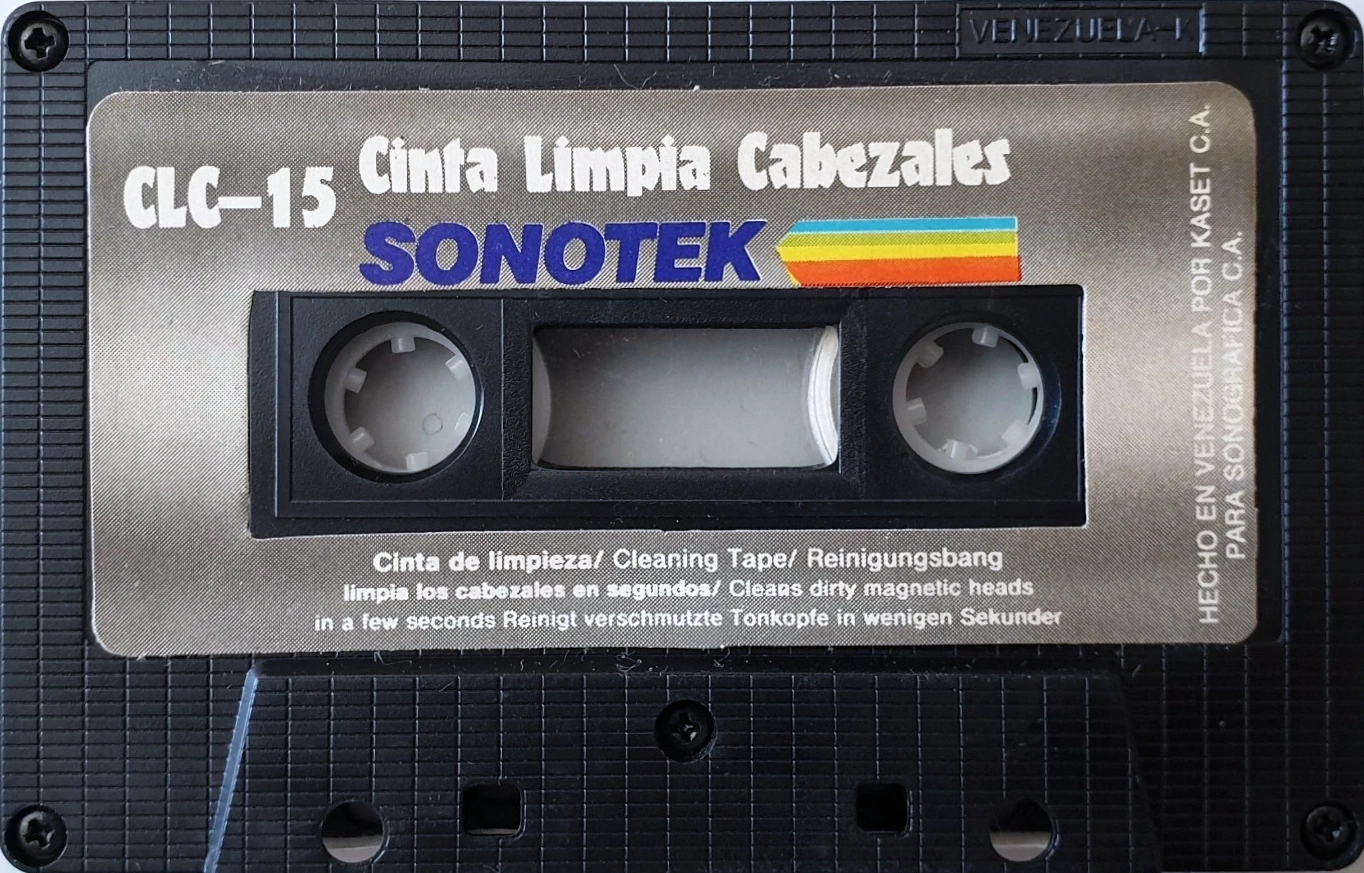 VENEZUELA-K
CLC-15
Cinta Limpia Cabezales
SONOTEK
Cinta de limpieza/ Cleaning Tape/ Reinigungsbang
limpia los cabezales en segundos/ Cleans dirty magnetic heads
in a few seconds Reinigt verschmutzte Tonkopfe in wenigen Sekunder
HECHO EN VENEZUELA POR KASET C.A.
PARA SONOGRAFICA C.A.